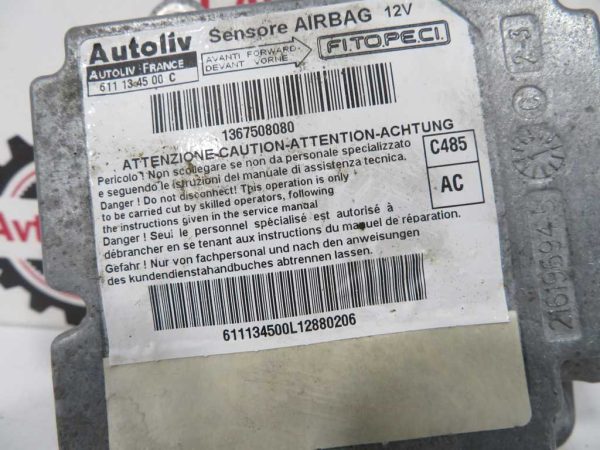 Autoliv
AUTOLIV-FRANCE
611 13 45 00 C
Sensore AIRBAG 12V
AVANTI FORWARD
DEVANT VORNE
F.I.T.O.P.E.C.I.
1367508080
ATTENZIONE-CAUTION-ATTENTION-ACHTUNG
Pericolo ! Non scollegare se non da personale specializzato
e seguendo le istruzioni del manuale di assistenza tecnica.
Danger ! Do not disconnect! This operation is only
to be carried cut by skilled operators, following
the instructions given in the service manual
Danger ! Seul le personnel spécialisé est autorisé à
débrancher en se tenant aux instructions du manuel de réparation.
Gefahr ! Nur von fachpersonal und nach den anweisungen
des kundendienstahandbuches abtrennen lassen.
C485
AC
611134500L12880206
2-3